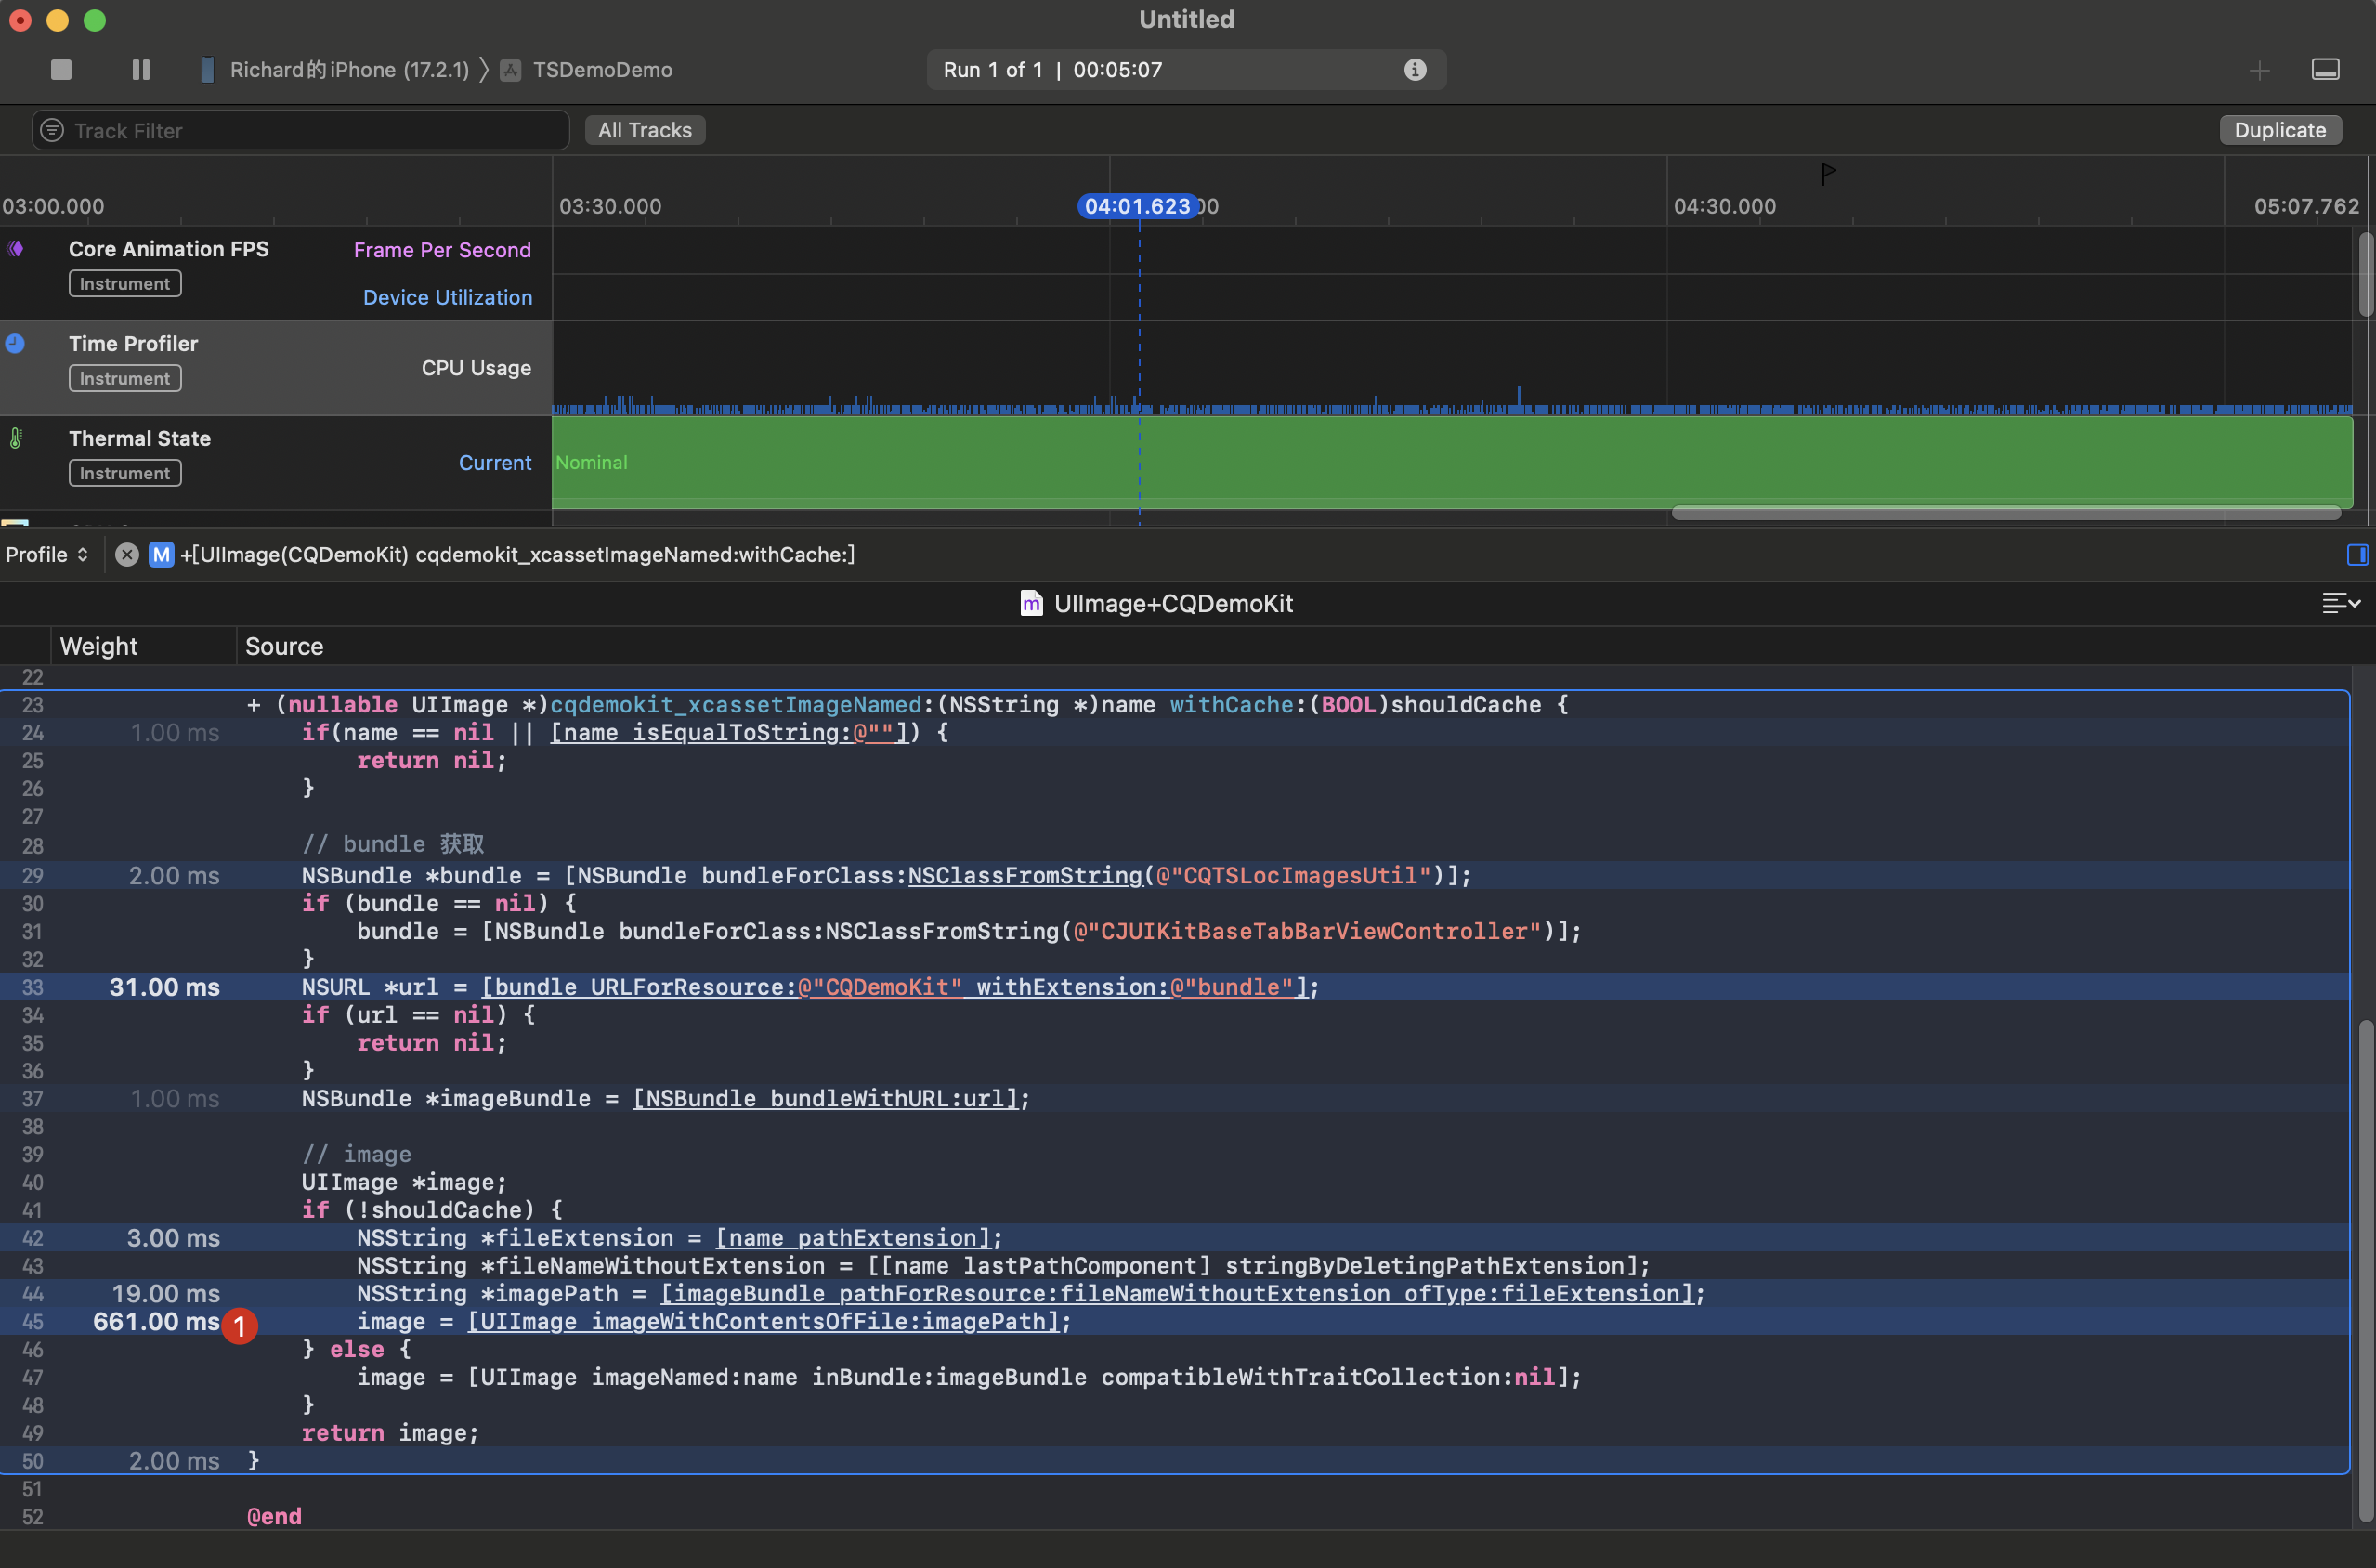 Untitled
Richard的iPhone (17.2.1) 〉 TSDemoDemo
Run 1 of 1 | 00:05:07
Track Filter
All Tracks
Duplicate
03:00.000
03:30.000
04:01.623
00
04:30.000
05:07.762
Core Animation FPS
Frame Per Second
Instrument
Device Utilization
Time Profiler
CPU Usage
Instrument
Thermal State
Current
Instrument
Nominal
Profile
M +[UIImage(CQDemoKit) cqdemokit_xcassetImageNamed:withCache:]
m UIImage+CQDemoKit
Weight Source
22
23 + (nullable UIImage *)cqdemokit_xcassetImageNamed:(NSString *)name withCache:(BOOL)shouldCache {
24 1.00 ms if(name == nil || [name isEqualToString:@""]) {
25 return nil;
26 }
27
28 // bundle 获取
29 2.00 ms NSBundle *bundle = [NSBundle bundleForClass:NSClassFromString(@"CQTSLocImagesUtil")];
30 if (bundle == nil) {
31 bundle = [NSBundle bundleForClass:NSClassFromString(@"CJUIKitBaseTabBarViewController")];
32 }
33 31.00 ms NSURL *url = [bundle URLForResource:@"CQDemoKit" withExtension:@"bundle"];
34 if (url == nil) {
35 return nil;
36 }
37 1.00 ms NSBundle *imageBundle = [NSBundle bundleWithURL:url];
38
39 // image
40 UIImage *image;
41 if (!shouldCache) {
42 3.00 ms NSString *fileExtension = [name pathExtension];
43 NSString *fileNameWithoutExtension = [[name lastPathComponent] stringByDeletingPathExtension];
44 19.00 ms NSString *imagePath = [imageBundle pathForResource:fileNameWithoutExtension ofType:fileExtension];
45 661.00 ms 1 image = [UIImage imageWithContentsOfFile:imagePath];
46 } else {
47 image = [UIImage imageNamed:name inBundle:imageBundle compatibleWithTraitCollection:nil];
48 }
49 return image;
50 2.00 ms }
51
52 @end